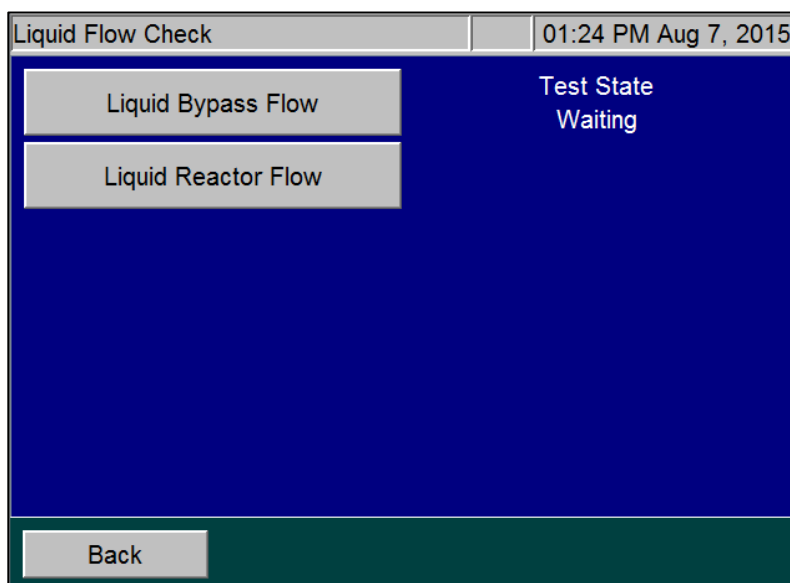 Liquid Flow Check
01:24 PM Aug 7, 2015
Liquid Bypass Flow
Test State
Waiting
Liquid Reactor Flow
Back